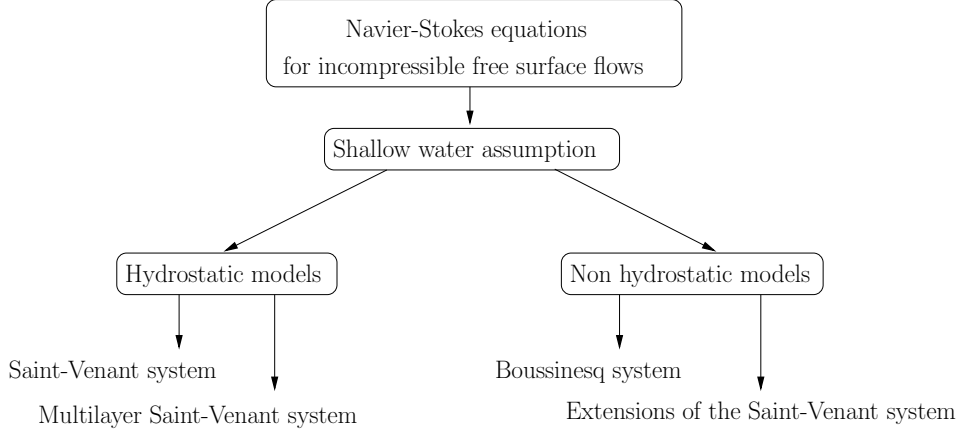 Navier-Stokes equations
for incompressible free surface flows
Shallow water assumption
Hydrostatic models
Non hydrostatic models
Saint-Venant system
Boussinesq system
Multilayer Saint-Venant system
Extensions of the Saint-Venant system